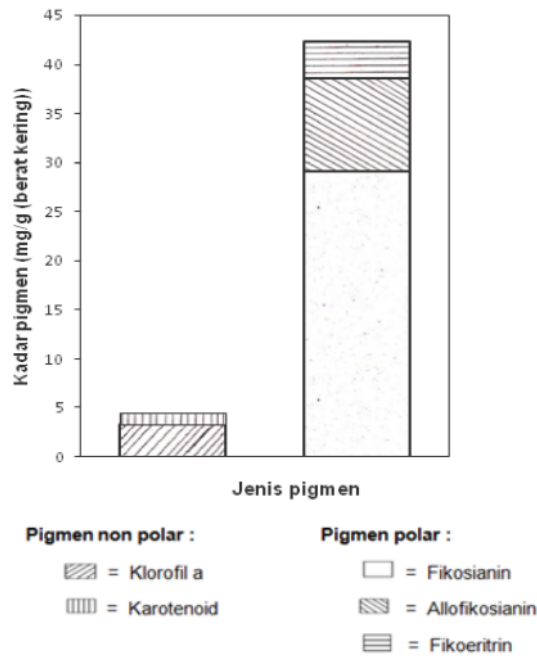 45
40
35
30
25
20
15
10
5
0
Kadar pigmen (mg/g (berat kering))
Jenis pigmen
Pigmen non polar :
= Klorofil a
= Karotenoid
Pigmen polar :
= Fikosianin
= Allofikosianin
= Fikoeritrin